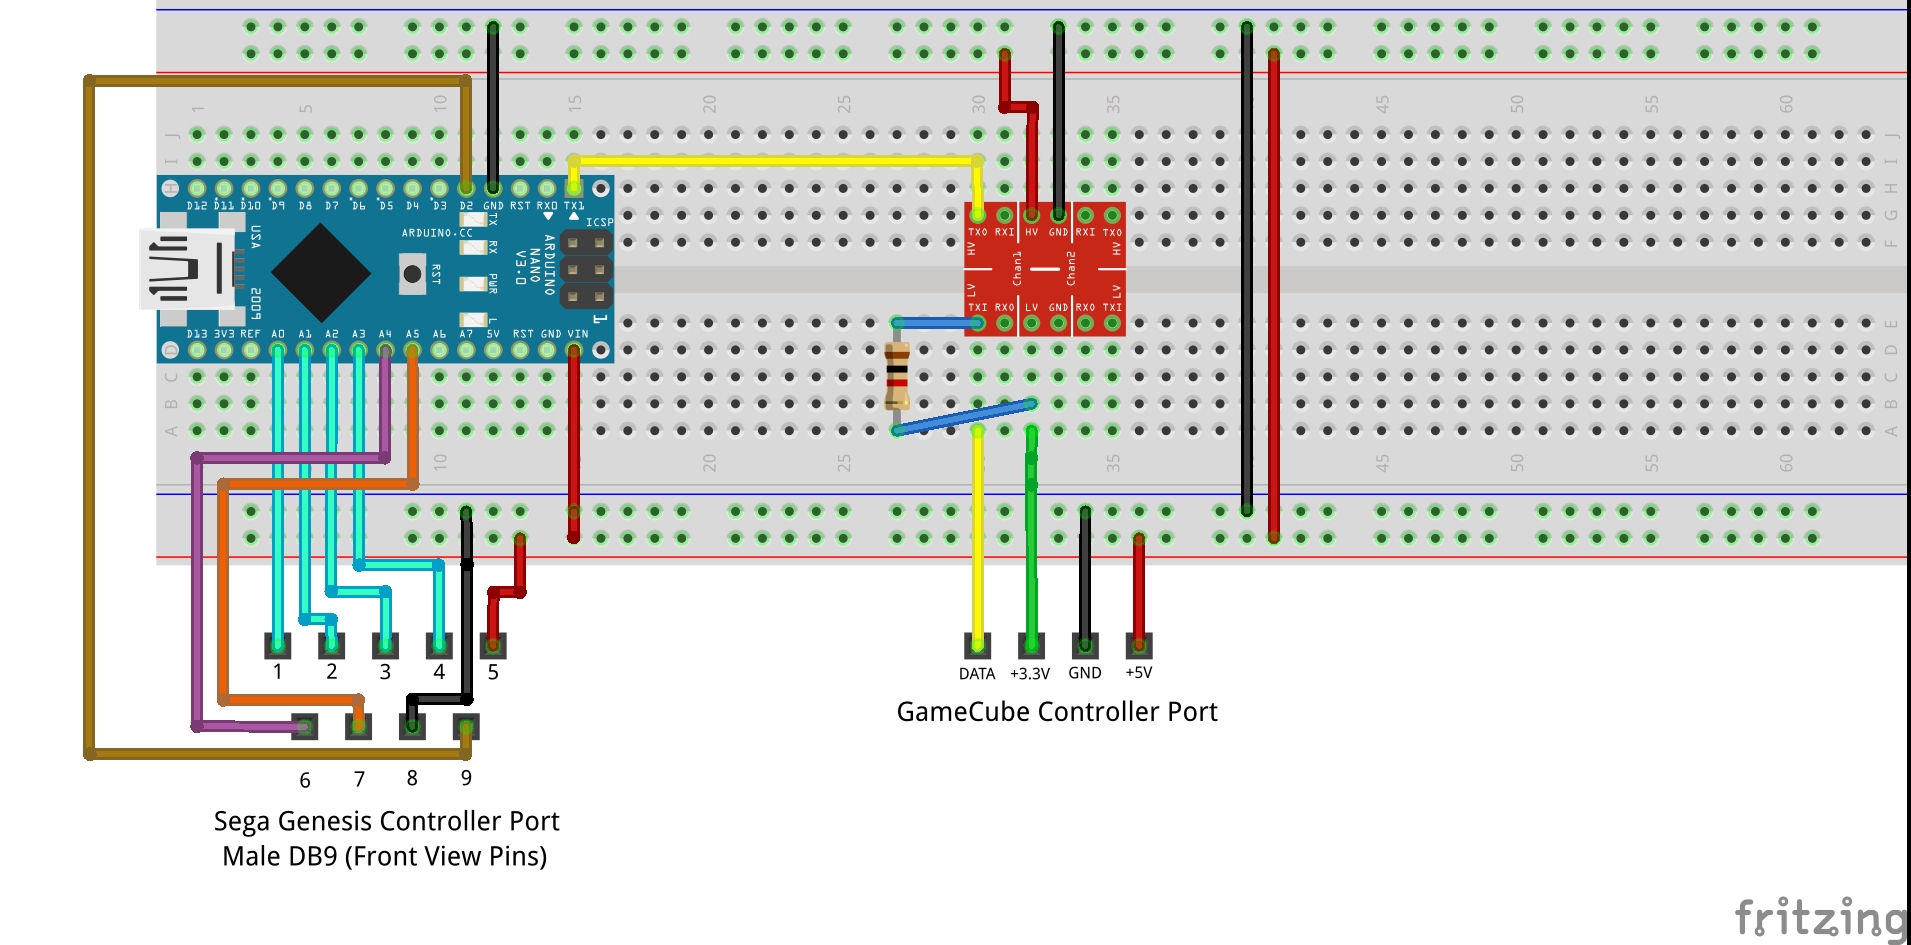 1 5 10 15 20 25 30 35 45 50 55 60
J J
I I
H H
D12 D11 D10 D9 D8 D7 D6 D5 D4 D3 D2 GND RST RX0 TX1
G G
TX0 RXI HV GND RXI TX0
F F
TX
RX
PWR
L
ICSP
ARDUINO.CC
RST
USA
2009
ARDUINO
NANO
V3.0
1
HV Chan1 Chan2 HV
LV LV
TXI RX0 LV GND RX0 TXI
D13 3V3 REF A0 A1 A2 A3 A4 A5 A6 A7 5V RST GND VIN
E
D D
C C
B B
A A
10 20 25 35 45 50 55 60
1 2 3 4 5
6 7 8 9
Sega Genesis Controller Port
Male DB9 (Front View Pins)
DATA +3.3V GND +5V
GameCube Controller Port
fritzing